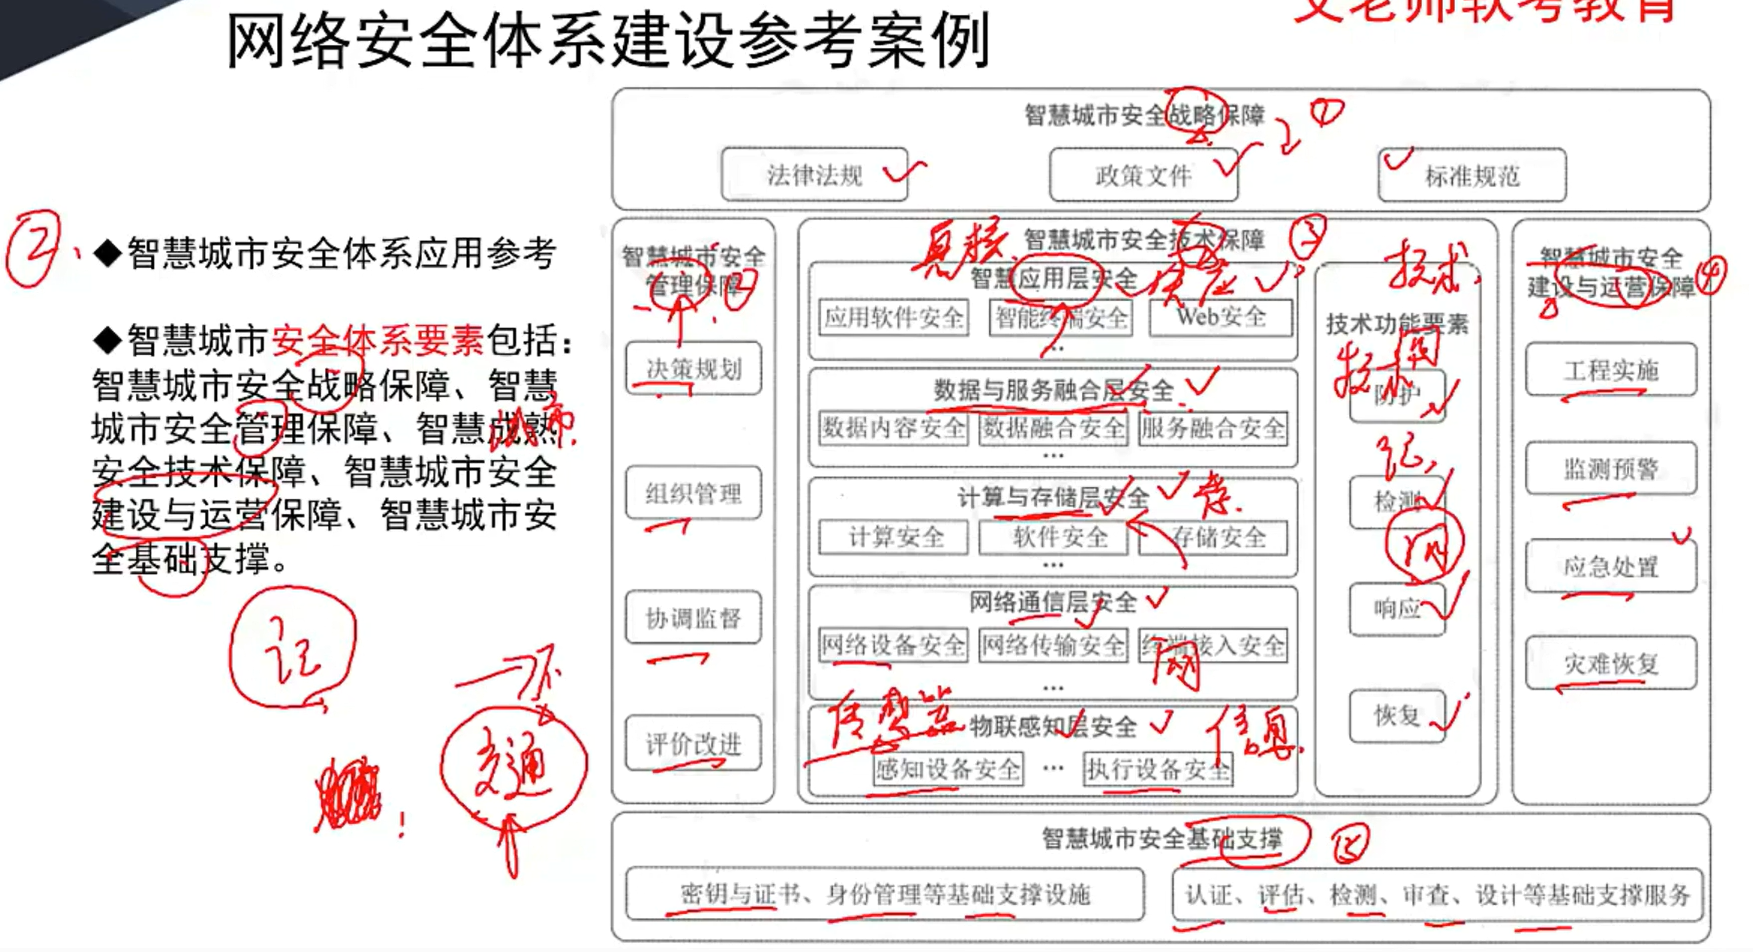 艾老师软考教育
网络安全体系建设参考案例
②、
◆智慧城市安全体系应用参考
◆智慧城市安全体系要素包括：
智慧城市安全战略保障、智慧
城市安全管理保障、智慧成熟
城市
安全技术保障、智慧城市安全
建设与运营保障、智慧城市安
全基础支撑。
记
交通
智慧城市安全战略保障
①
法律法规
政策文件
标准规范
智慧城市安全
管理保障
②
决策规划
组织管理
协调监督
评价改进
智慧城市安全技术保障
③
智慧应用层安全
应用软件安全
智能终端安全
Web安全
…
数据与服务融合层安全
数据内容安全
数据融合安全
服务融合安全
…
计算与存储层安全
计算安全
软件安全
存储安全
…
网络通信层安全
网络设备安全
网络传输安全
终端接入安全
网
…
物联感知层安全
信息
感知设备安全
…
执行设备安全
技术
技术功能要素
技术
防护
记
检测
响应
恢复
智慧城市安全
建设与运营保障
④
工程实施
监测预警
应急处置
灾难恢复
智慧城市安全基础支撑
⑤
密钥与证书、身份管理等基础支撑设施
认证、评估、检测、审查、设计等基础支撑服务